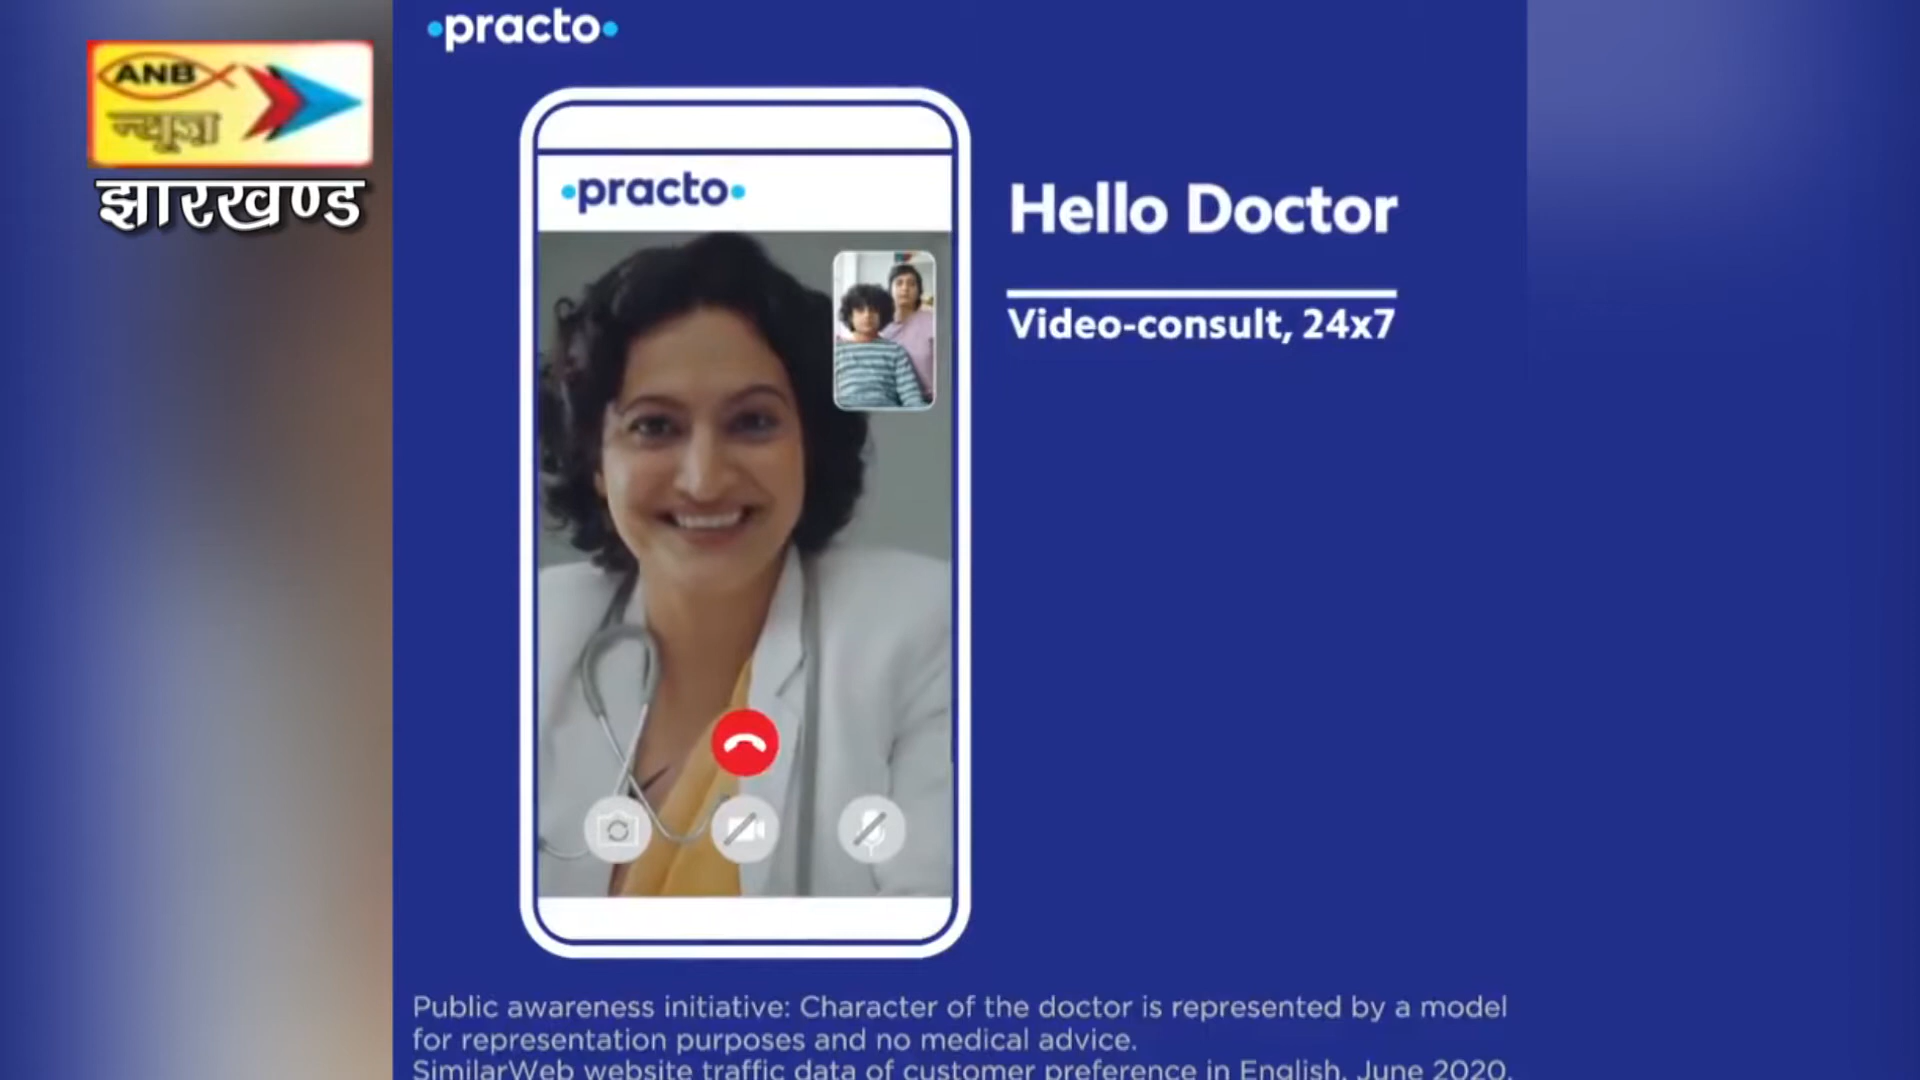 practo
ANB
न्यूज़
झारखण्ड
practo
Hello Doctor
Video-consult, 24x7
Public awareness initiative: Character of the doctor is represented by a model
for representation purposes and no medical advice.
SimilarWeb website traffic data of customer preference in English, June 2020.